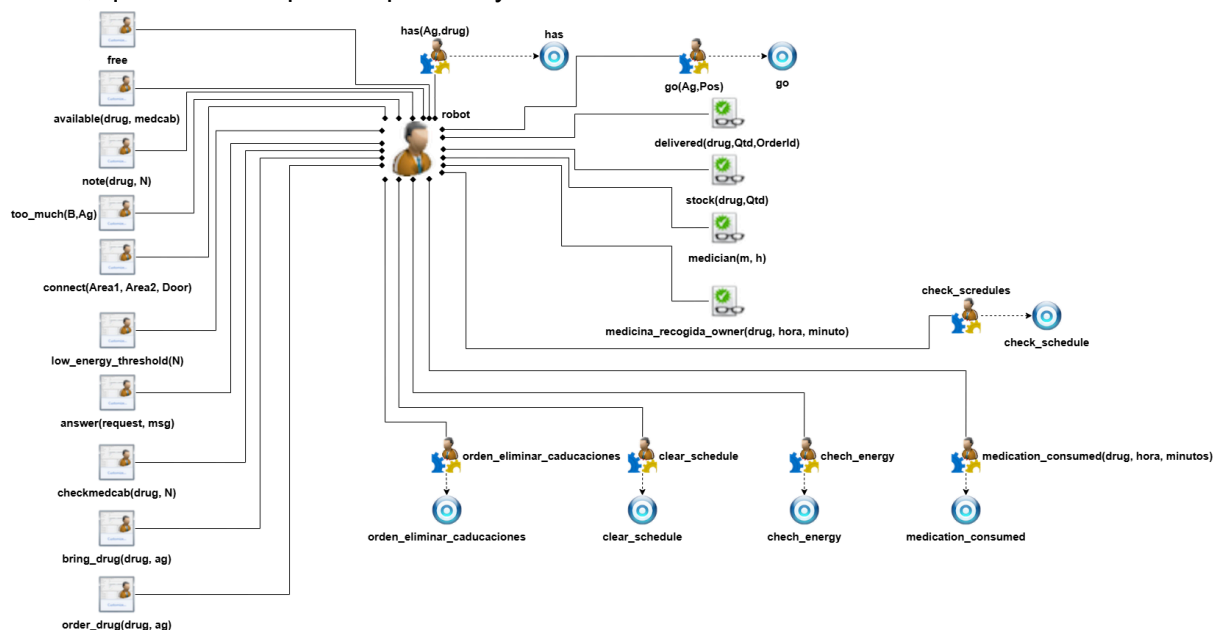 free
available(drug, medcab)
note(drug, N)
too_much(B,Ag)
connect(Area1, Area2, Door)
low_energy_threshold(N)
answer(request, msg)
checkmedcab(drug, N)
bring_drug(drug, ag)
order_drug(drug, ag)
has(Ag,drug)
has
robot
go(Ag,Pos)
go
delivered(drug,Qtd,OrderId)
stock(drug,Qtd)
medician(m, h)
medicina_recogida_owner(drug, hora, minuto)
check_scredules
check_schedule
orden_eliminar_caducaciones
clear_schedule
chech_energy
medication_consumed(drug, hora, minutos)
orden_eliminar_caducaciones
clear_schedule
chech_energy
medication_consumed